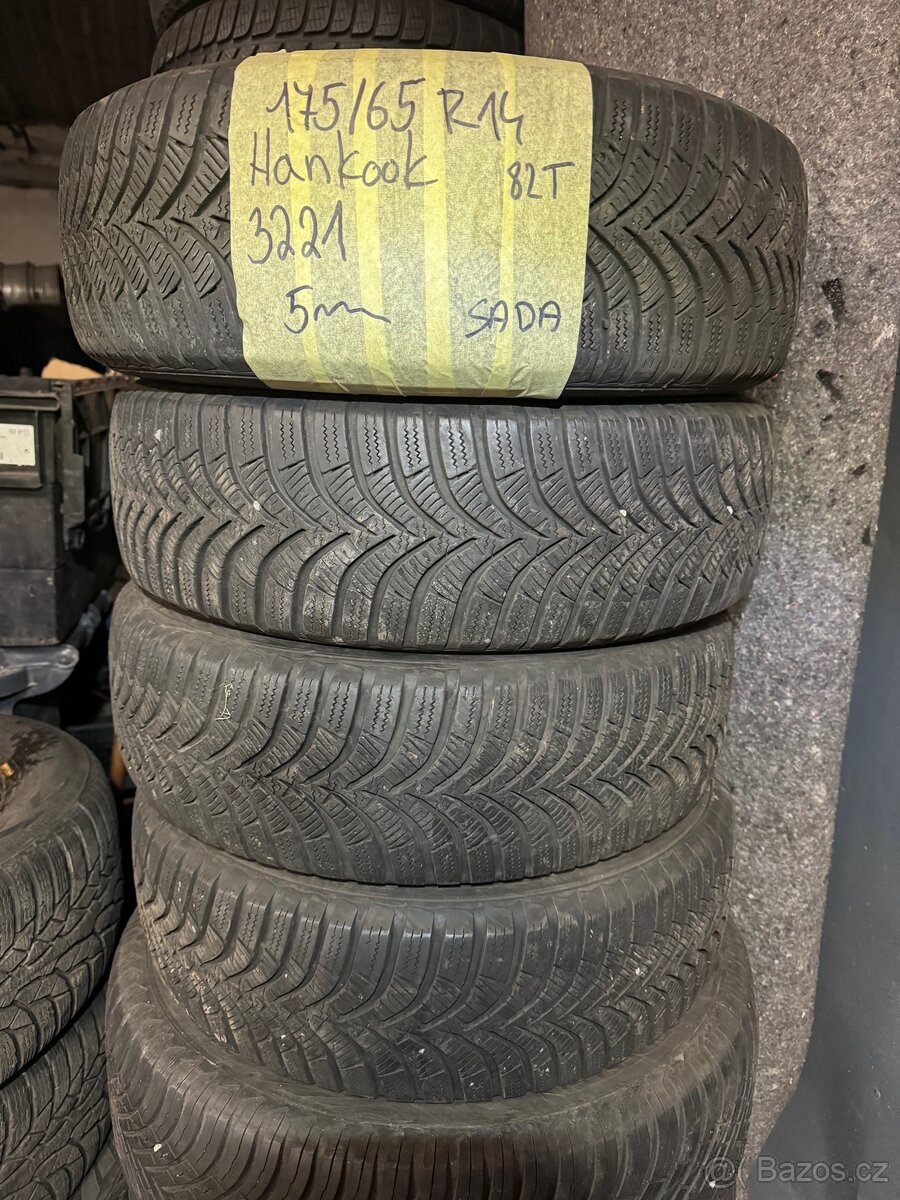 175/65 R14
Hankook 82T
3221
5mm SADA
© Bazos.cz